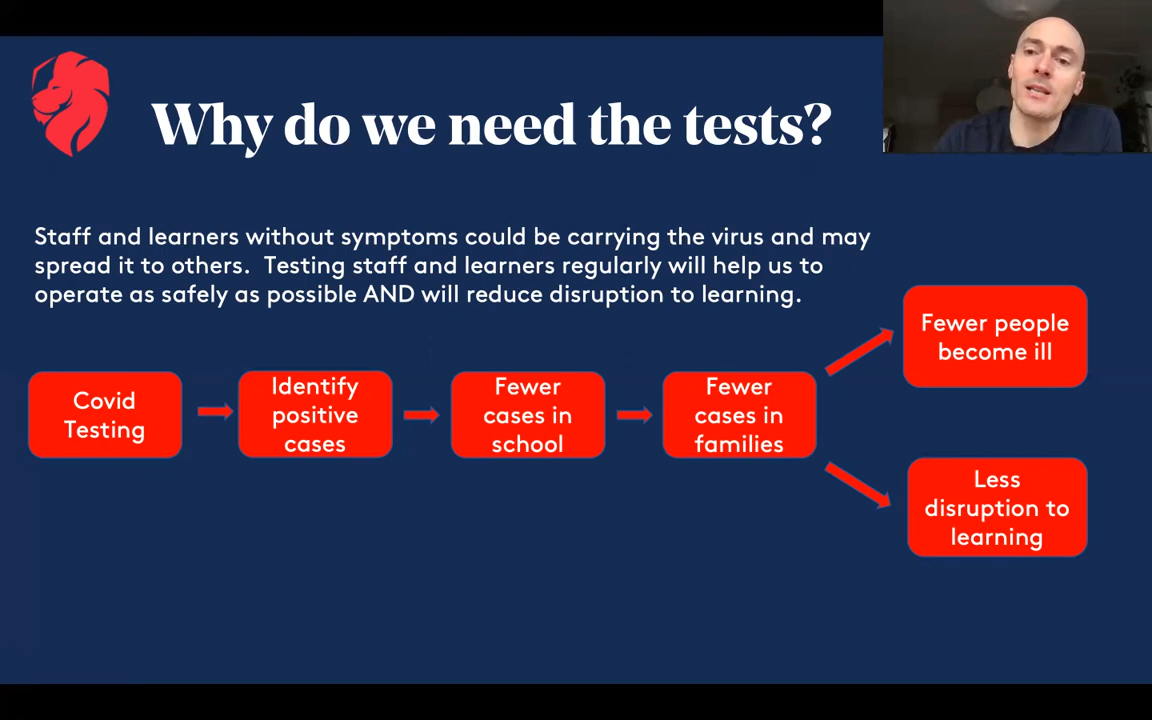 Why do we need the tests?
Staff and learners without symptoms could be carrying the virus and may
spread it to others.  Testing staff and learners regularly will help us to
operate as safely as possible AND will reduce disruption to learning.
Covid
Testing
Identify
positive
cases
Fewer
cases in
school
Fewer
cases in
families
Fewer people
become ill
Less
disruption to
learning